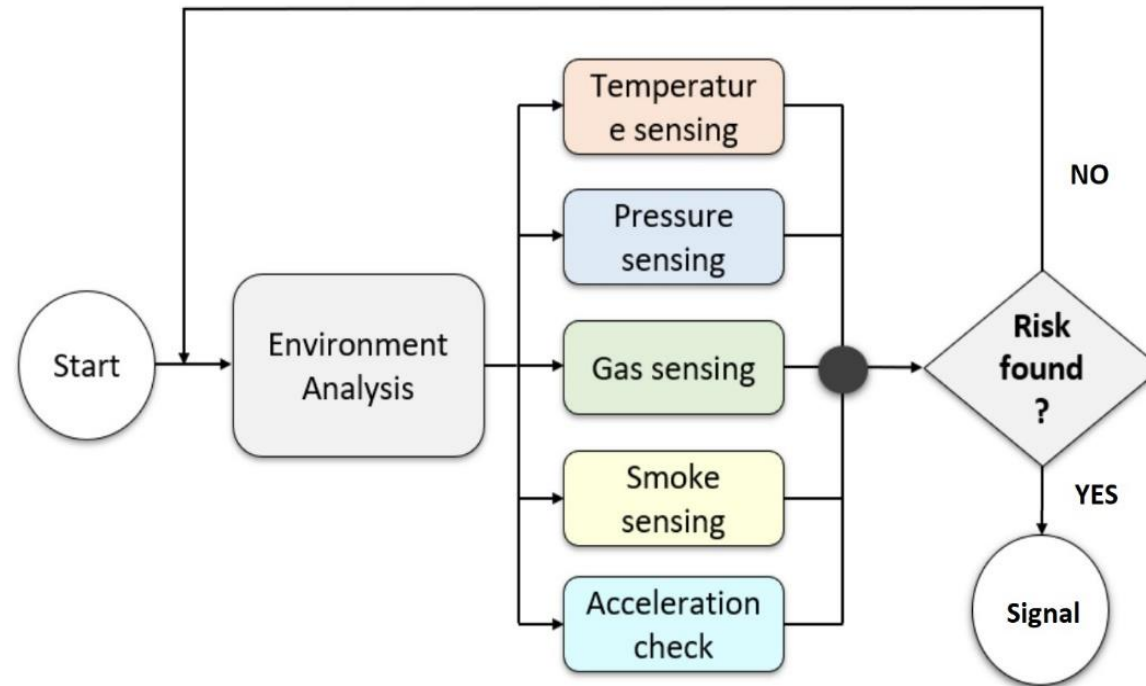 Start
Environment
Analysis
Temperatur
e sensing
Pressure
sensing
Gas sensing
Smoke
sensing
Acceleration
check
Risk
found
?
NO
YES
Signal